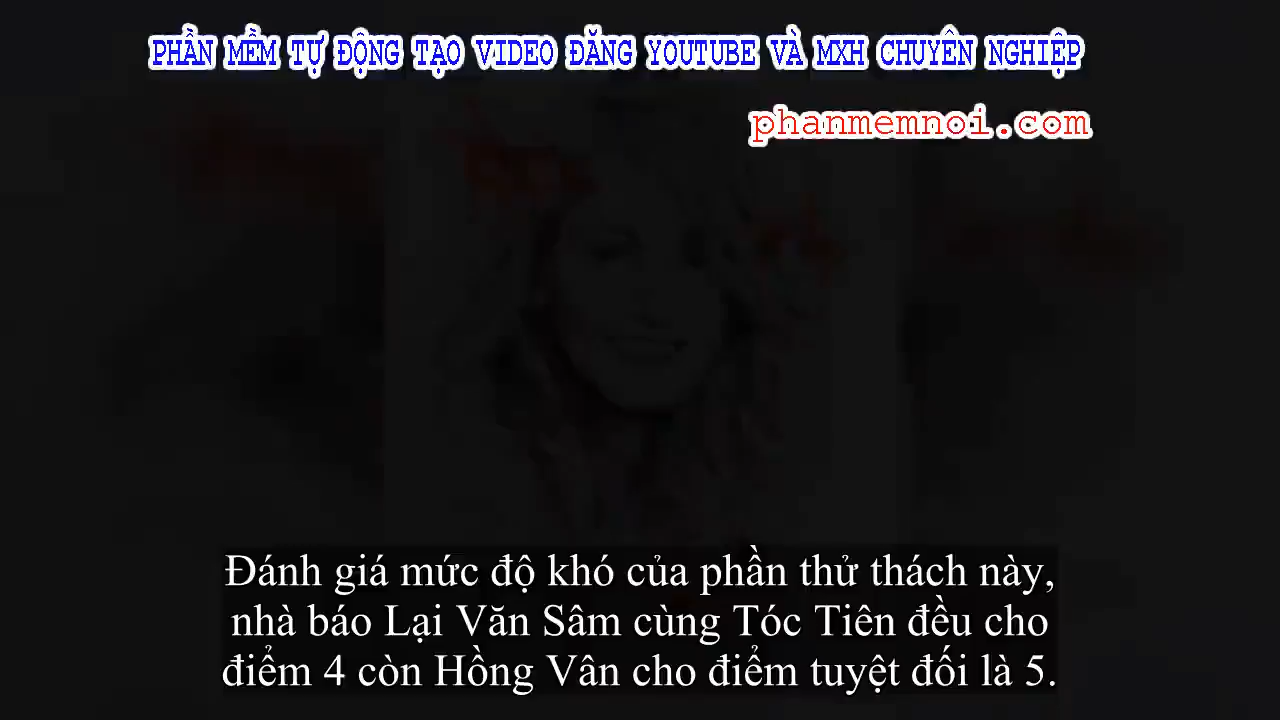 PHẦN MỀM TỰ ĐỘNG TẠO VIDEO ĐĂNG YOUTUBE VÀ MXH CHUYÊN NGHIỆP
phanmemnoi.com
Đánh giá mức độ khó của phần thử thách này,
nhà báo Lại Văn Sâm cùng Tóc Tiên đều cho
điểm 4 còn Hồng Vân cho điểm tuyệt đối là 5.